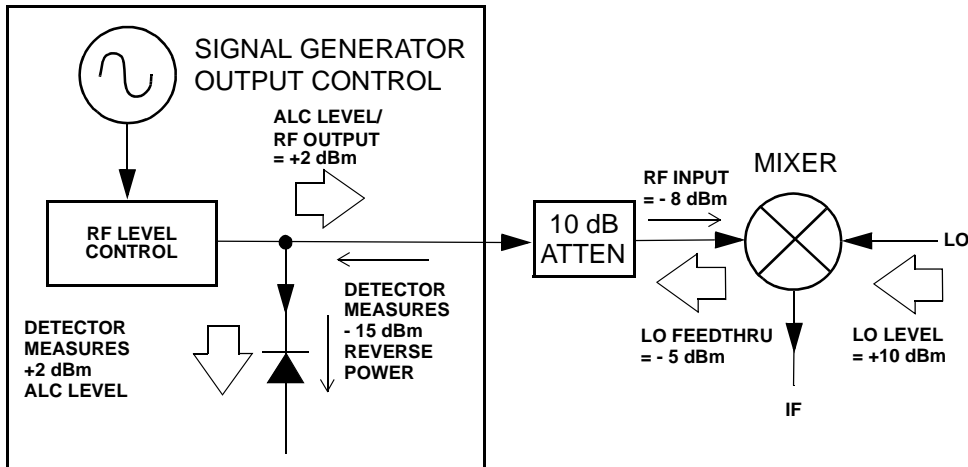 SIGNAL GENERATOR
OUTPUT CONTROL
ALC LEVEL/
RF OUTPUT
= +2 dBm
RF LEVEL
CONTROL
DETECTOR
MEASURES
+2 dBm
ALC LEVEL
DETECTOR
MEASURES
- 15 dBm
REVERSE
POWER
10 dB
ATTEN
RF INPUT
= - 8 dBm
MIXER
LO
LO FEEDTHRU
= - 5 dBm
LO LEVEL
= +10 dBm
IF